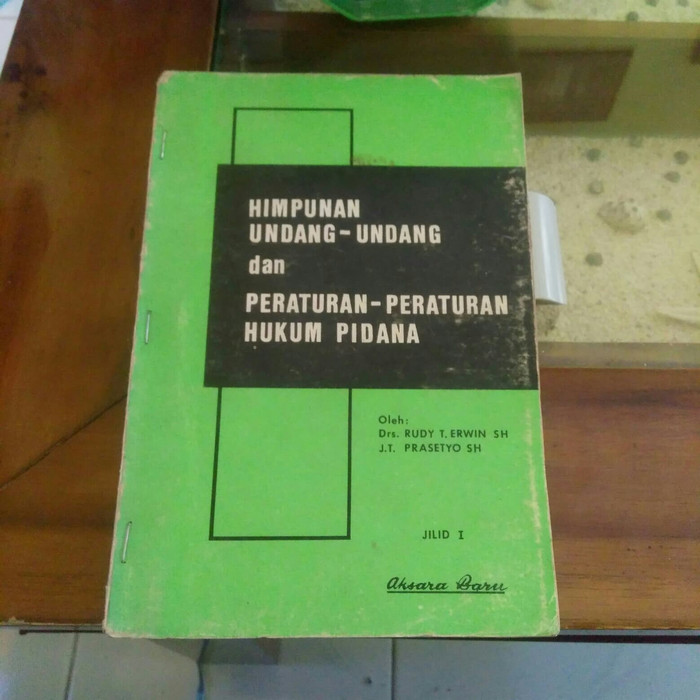 HIMPUNAN
UNDANG-UNDANG
dan
PERATURAN-PERATURAN
HUKUM PIDANA
Oleh:
Drs. RUDY T. ERWIN SH
J.T. PRASETYO SH
JILID I
Aksara Baru